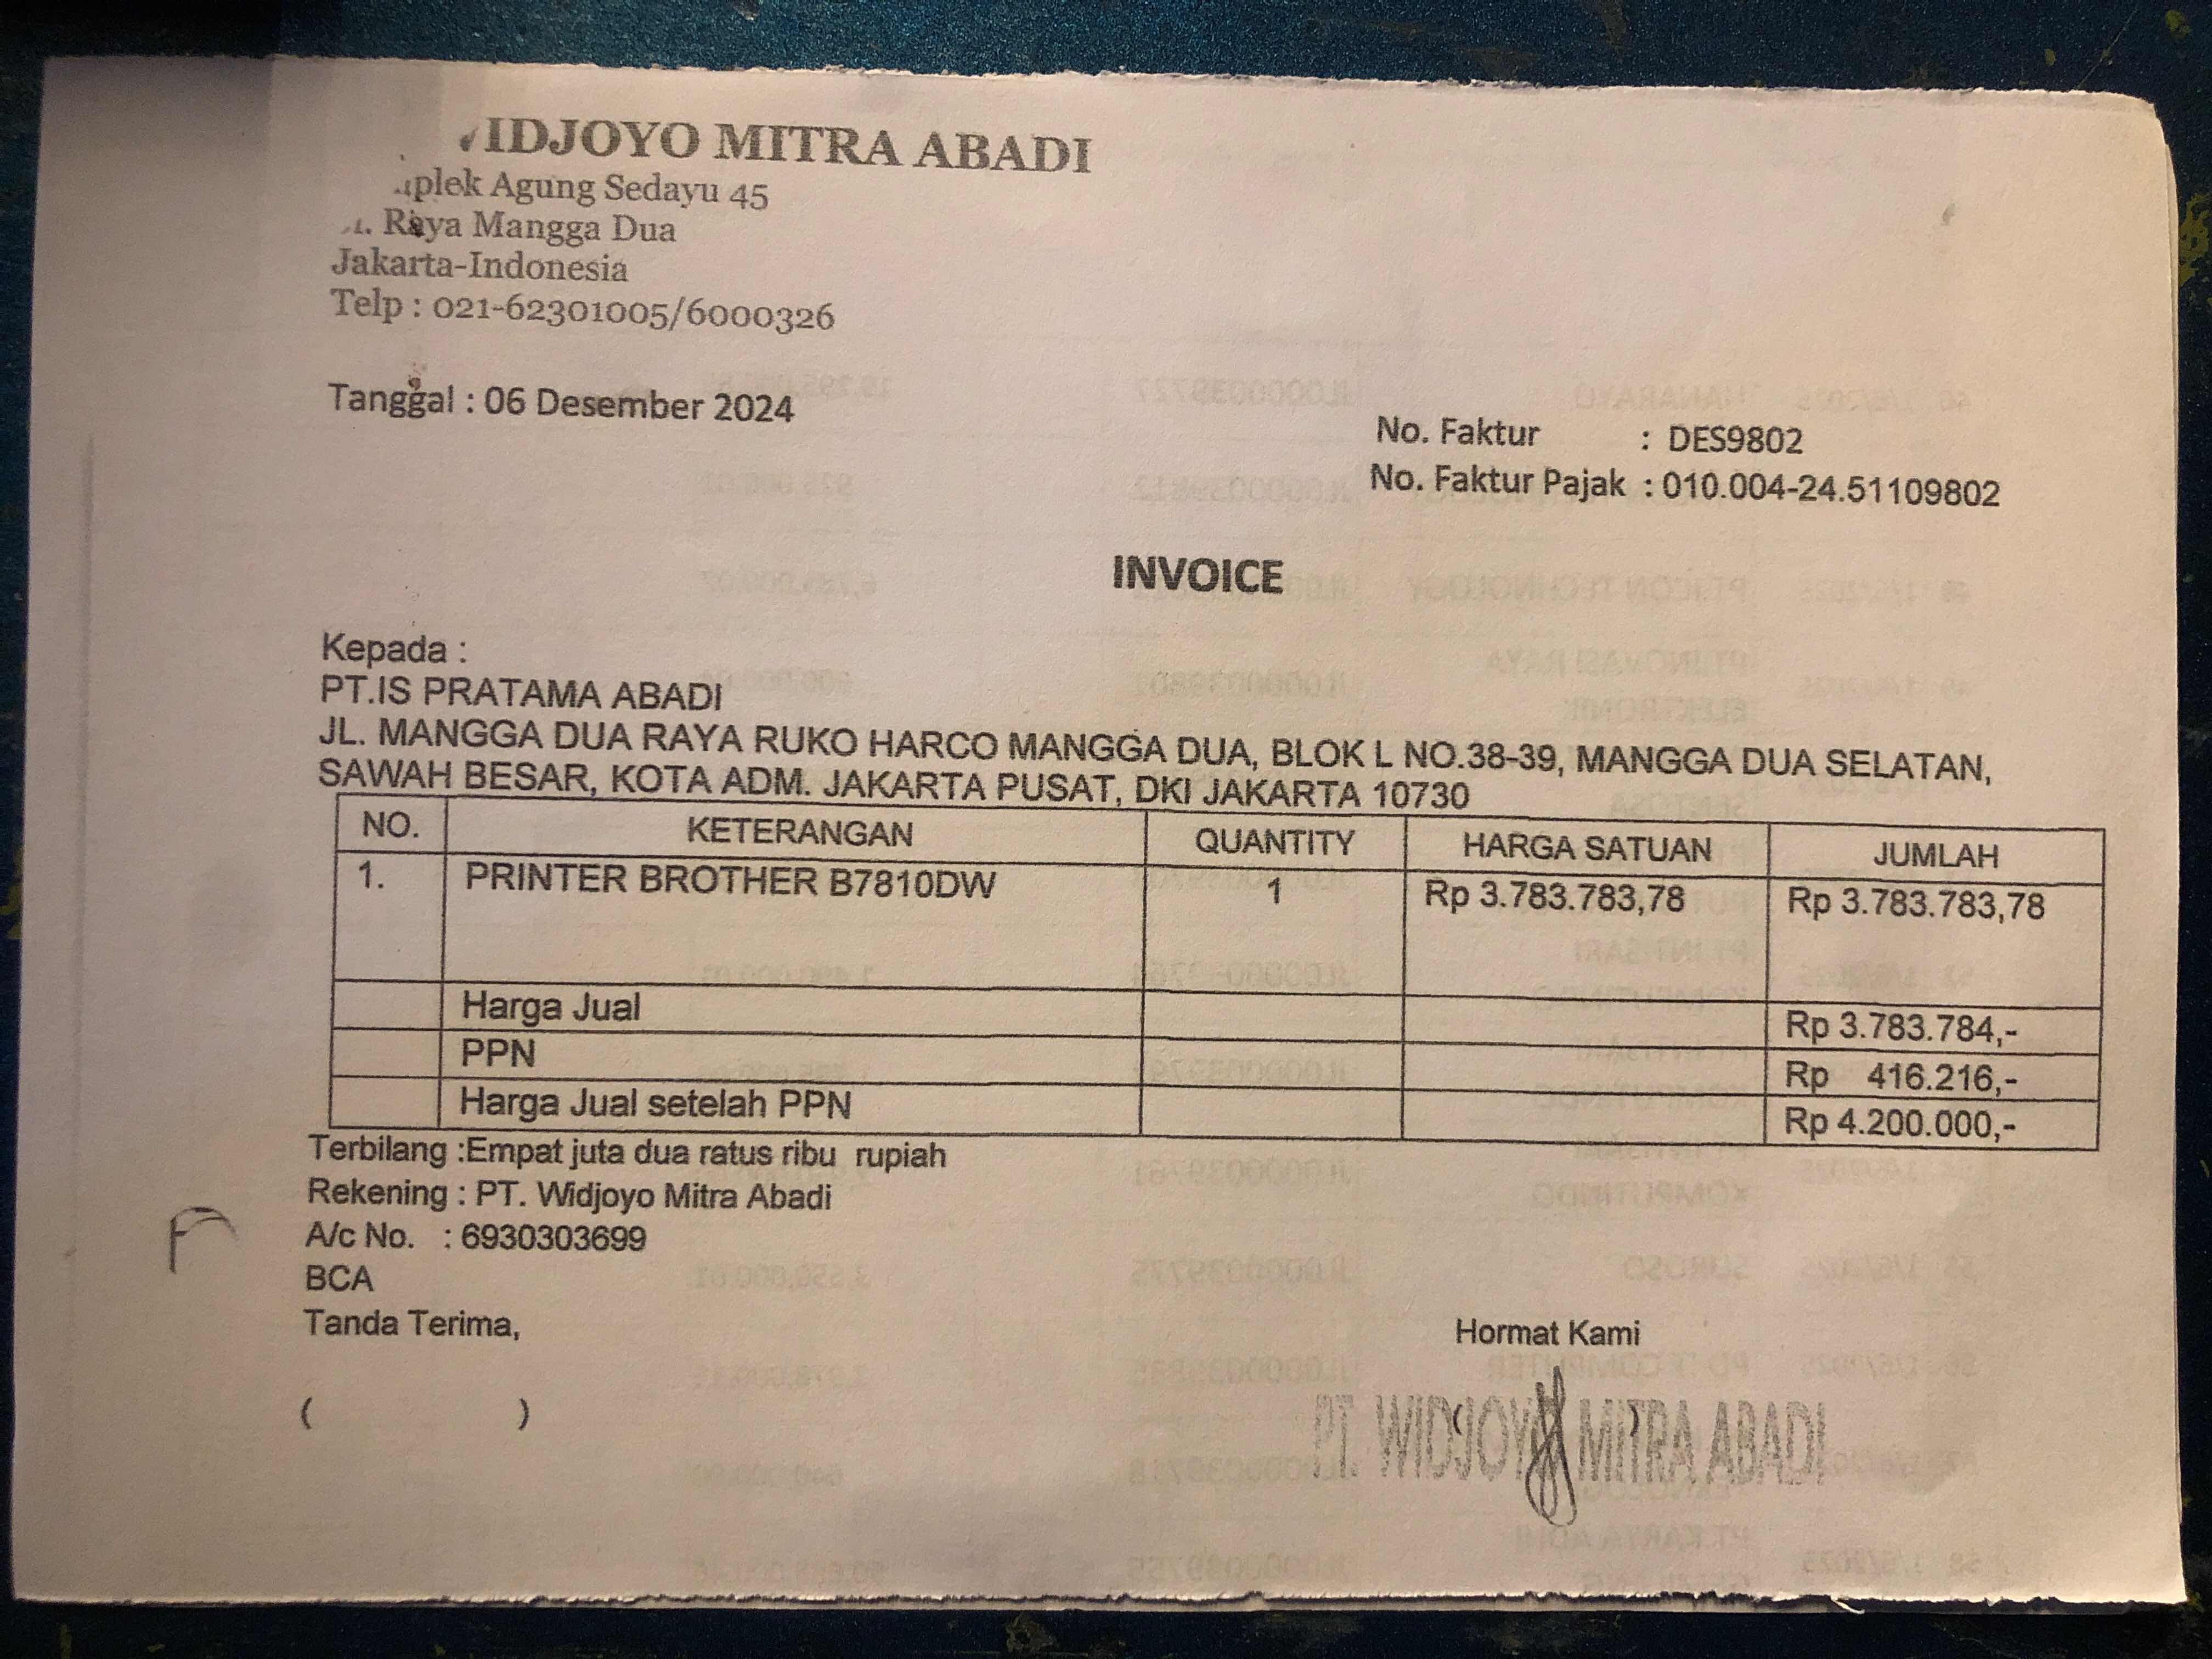 IDJOYO MITRA ABADI
Agung Sedayu 45
Raya Mangga Dua
Jakarta-Indonesia
Telp : 021-62301005/6000326
Tanggal : 06 Desember 2024
No. Faktur : DES9802
No. Faktur Pajak : 010.004-24.51109802
INVOICE
Kepada :
PT.IS PRATAMA ABADI
JL. MANGGA DUA RAYA RUKO HARCO MANGGA DUA, BLOK L NO.38-39, MANGGA DUA SELATAN,
SAWAH BESAR, KOTA ADM. JAKARTA PUSAT, DKI JAKARTA 10730
NO. KETERANGAN QUANTITY HARGA SATUAN JUMLAH
1. PRINTER BROTHER B7810DW 1 Rp 3.783.783,78 Rp 3.783.783,78
Harga Jual Rp 3.783.784,-
PPN Rp 416.216,-
Harga Jual setelah PPN Rp 4.200.000,-
Terbilang :Empat juta dua ratus ribu rupiah
Rekening : PT. Widjoyo Mitra Abadi
A/c No. : 6930303699
BCA
Tanda Terima,
Hormat Kami
( )
PT. WIDJOYO MITRA ABADI